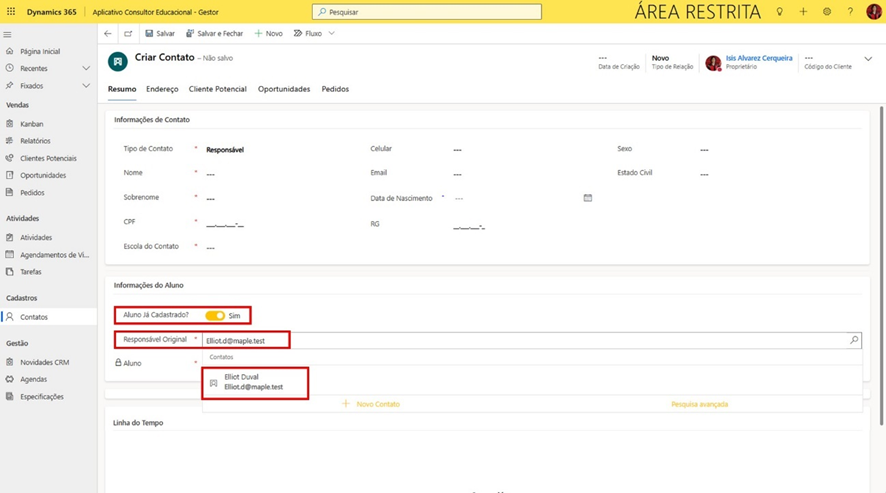 Dynamics 365
Aplicativo Consultor Educacional - Gestor
Pesquisar
ÁREA RESTRITA
Salvar
Salvar e Fechar
Novo
Fluxo
Página Inicial
Recentes
Fixados
Vendas
Kanban
Relatórios
Clientes Potenciais
Oportunidades
Pedidos
Atividades
Atividades
Agendamentos de Vi...
Tarefas
Cadastros
Contatos
Gestão
Novidades CRM
Agendas
Especificações
Criar Contato - Não salvo
---
Data de Criação
Novo
Tipo de Relação
Isis Alvarez Cerqueira
Proprietário
---
Código do Cliente
Resumo Endereço Cliente Potencial Oportunidades Pedidos
Informações de Contato
Tipo de Contato * Responsável
Celular ---
Sexo ---
Nome * ---
Email ---
Estado Civil ---
Sobrenome * ---
Data de Nascimento * ---
CPF * __.__.__-__
RG __.__.__-_
Escola do Contato * ---
Informações do Aluno
Aluno Já Cadastrado? Sim
Responsável Original * Elliot.d@maple.test
Contatos
Aluno *
Elliot Duval
Elliot.d@maple.test
+ Novo Contato
Pesquisa avançada
Linha do Tempo